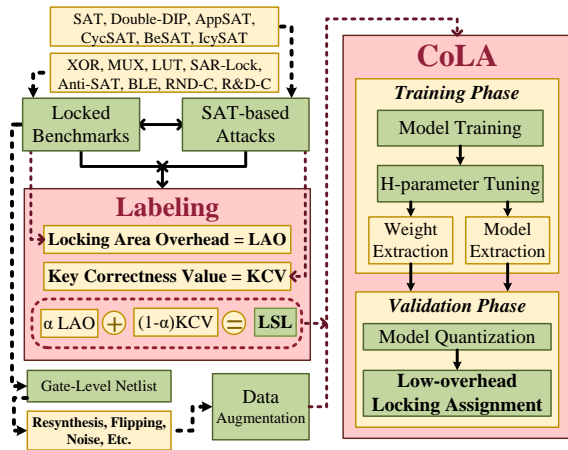 SAT, Double-DIP, AppSAT,
CycSAT, BeSAT, IcySAT
XOR, MUX, LUT, SAR-Lock,
Anti-SAT, BLE, RND-C, R&D-C
Locked
Benchmarks
SAT-based
Attacks
Labeling
Locking Area Overhead = LAO
Key Correctness Value = KCV
α LAO + (1-α)KCV = LSL
Gate-Level Netlist
Resynthesis, Flipping,
Noise, Etc.
Data
Augmentation
CoLA
Training Phase
Model Training
H-parameter Tuning
Weight
Extraction
Model
Extraction
Validation Phase
Model Quantization
Low-overhead
Locking Assignment